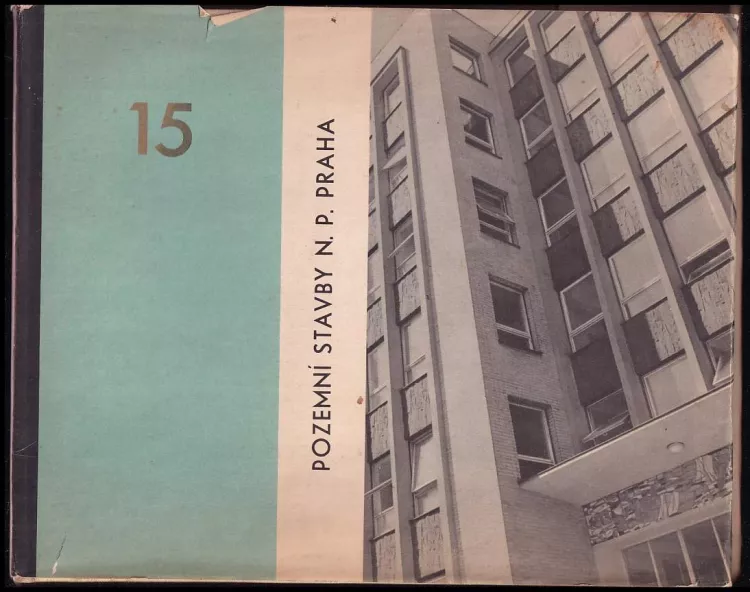 15
POZEMNÍ STAVBY N. P. PRAHA